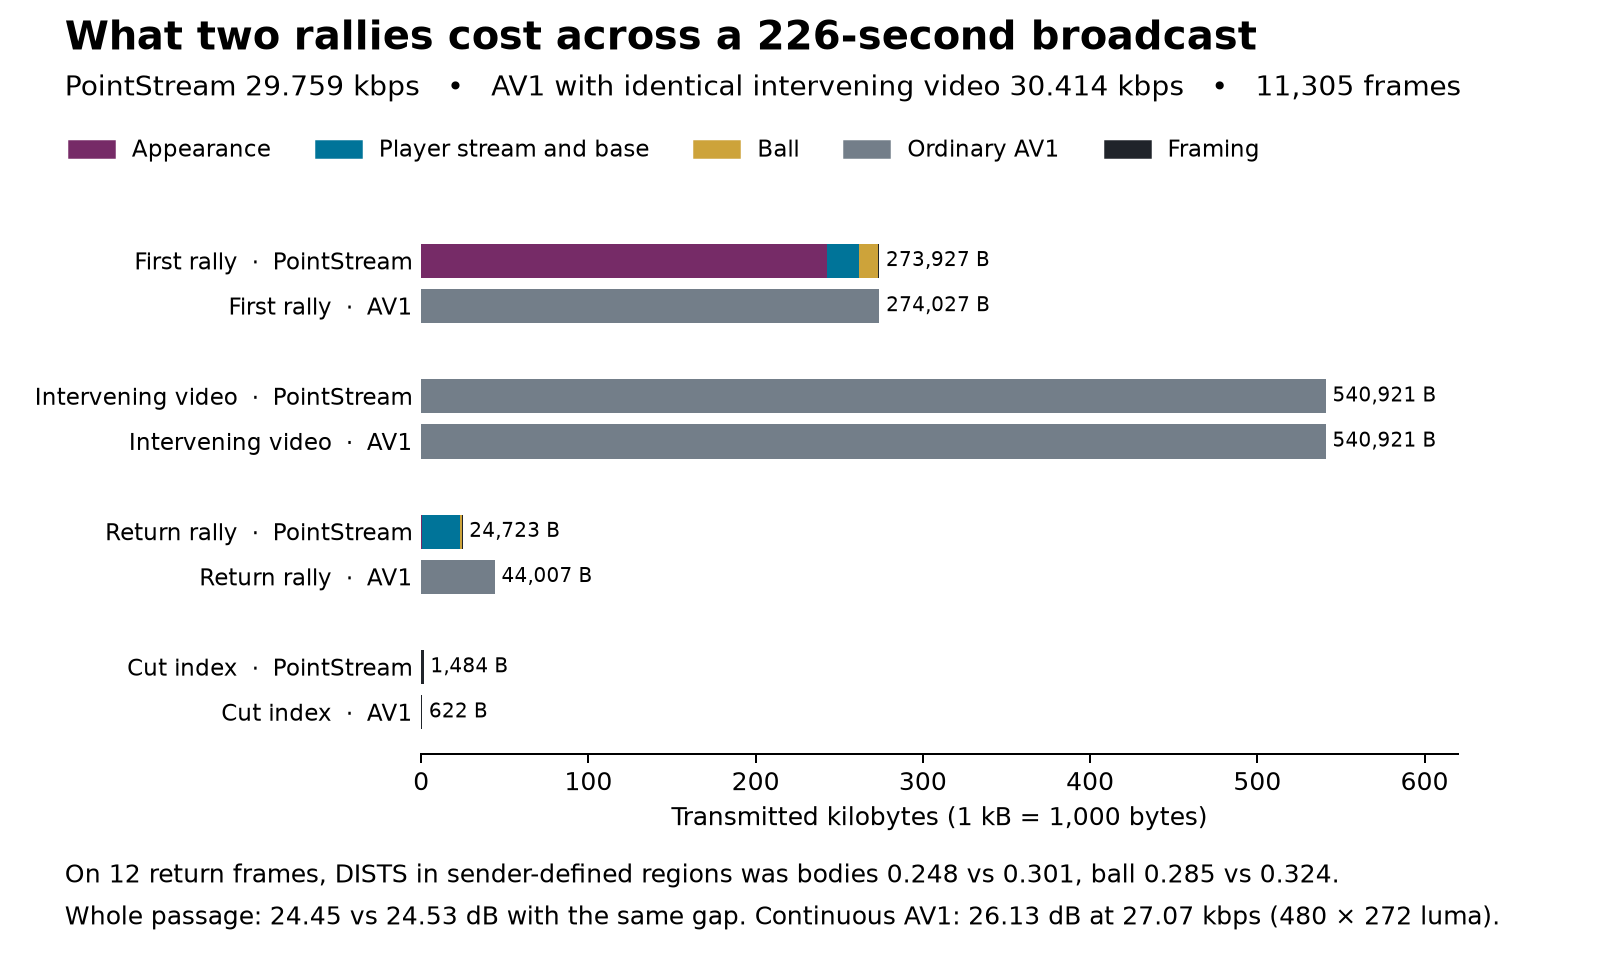 What two rallies cost across a 226-second broadcast
PointStream 29.759 kbps • AV1 with identical intervening video 30.414 kbps • 11,305 frames
Appearance Player stream and base Ball Ordinary AV1 Framing
First rally · PointStream 273,927 B
First rally · AV1 274,027 B
Intervening video · PointStream 540,921 B
Intervening video · AV1 540,921 B
Return rally · PointStream 24,723 B
Return rally · AV1 44,007 B
Cut index · PointStream 1,484 B
Cut index · AV1 622 B
0 100 200 300 400 500 600
Transmitted kilobytes (1 kB = 1,000 bytes)
On 12 return frames, DISTS in sender-defined regions was bodies 0.248 vs 0.301, ball 0.285 vs 0.324.
Whole passage: 24.45 vs 24.53 dB with the same gap. Continuous AV1: 26.13 dB at 27.07 kbps (480 × 272 luma).